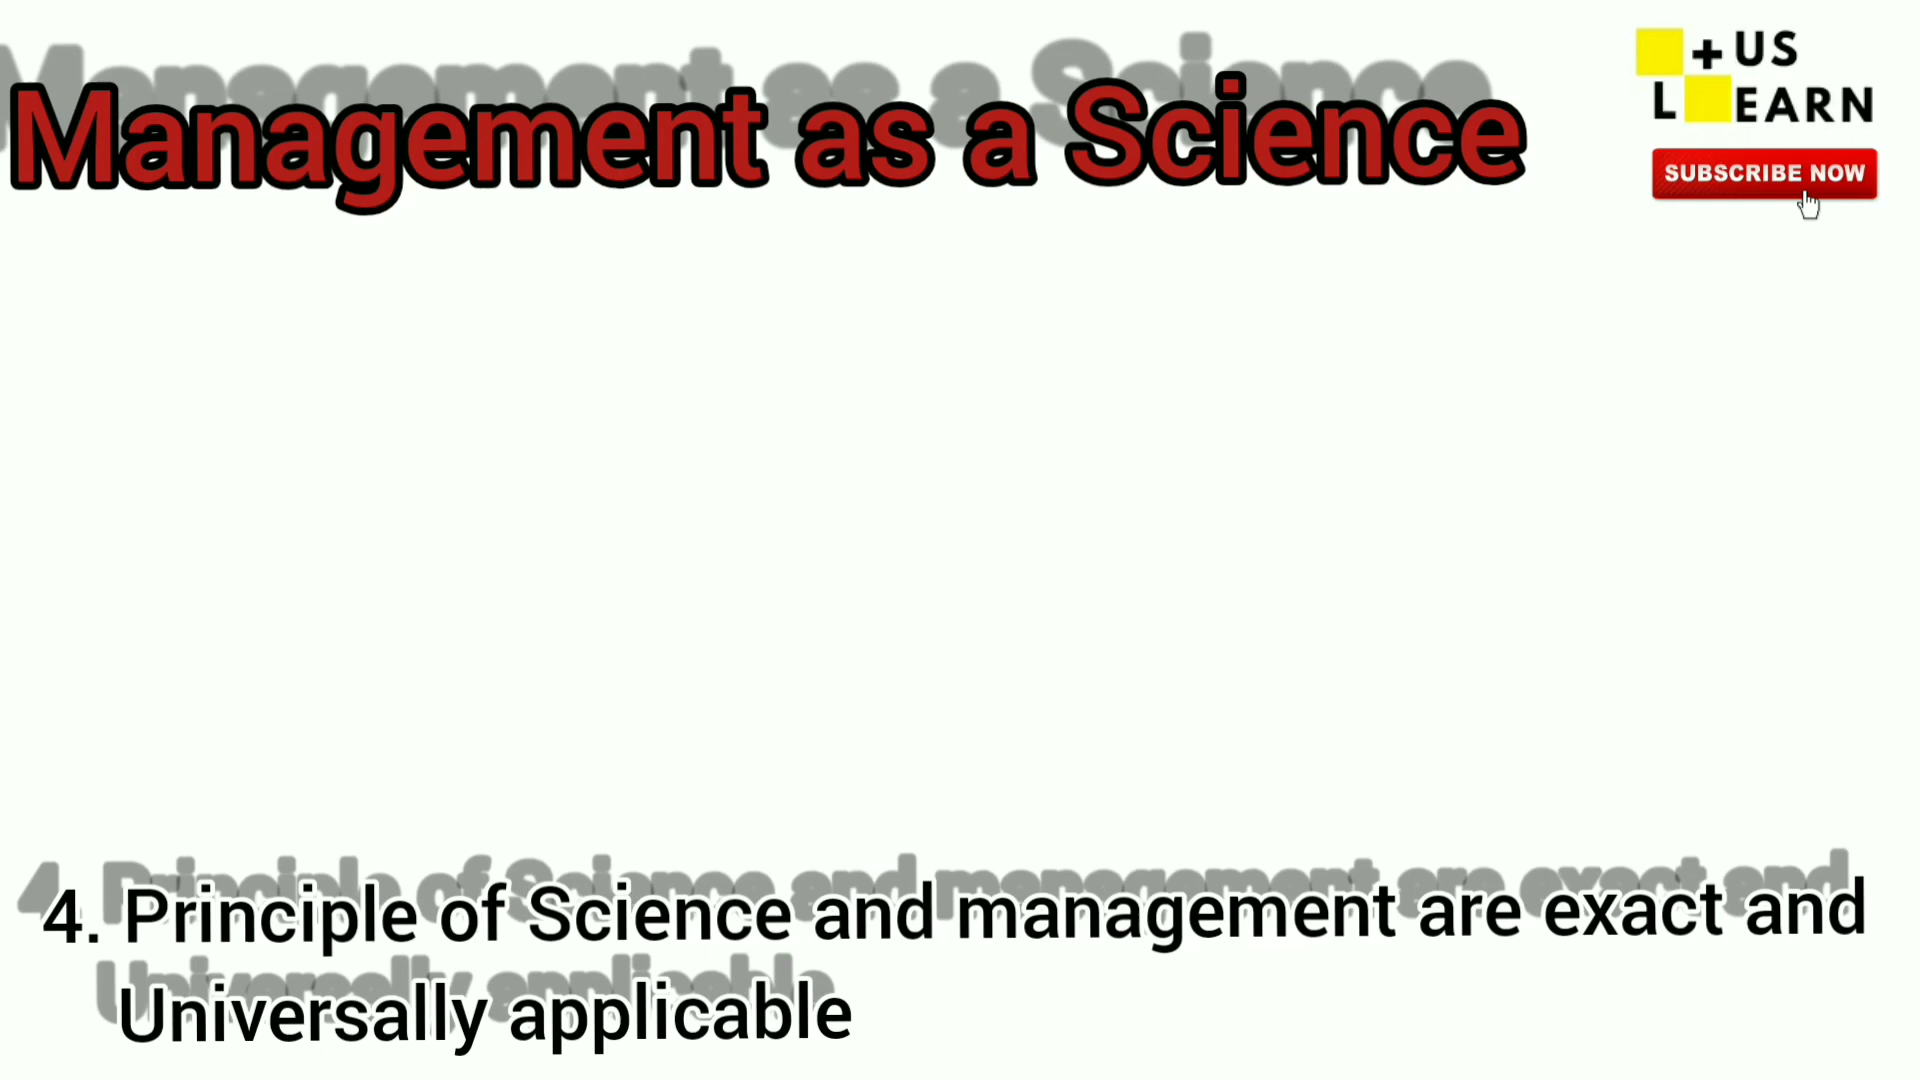 Management as a Science
+US
LEARN
SUBSCRIBE NOW
4. Principle of Science and management are exact and
Universally applicable